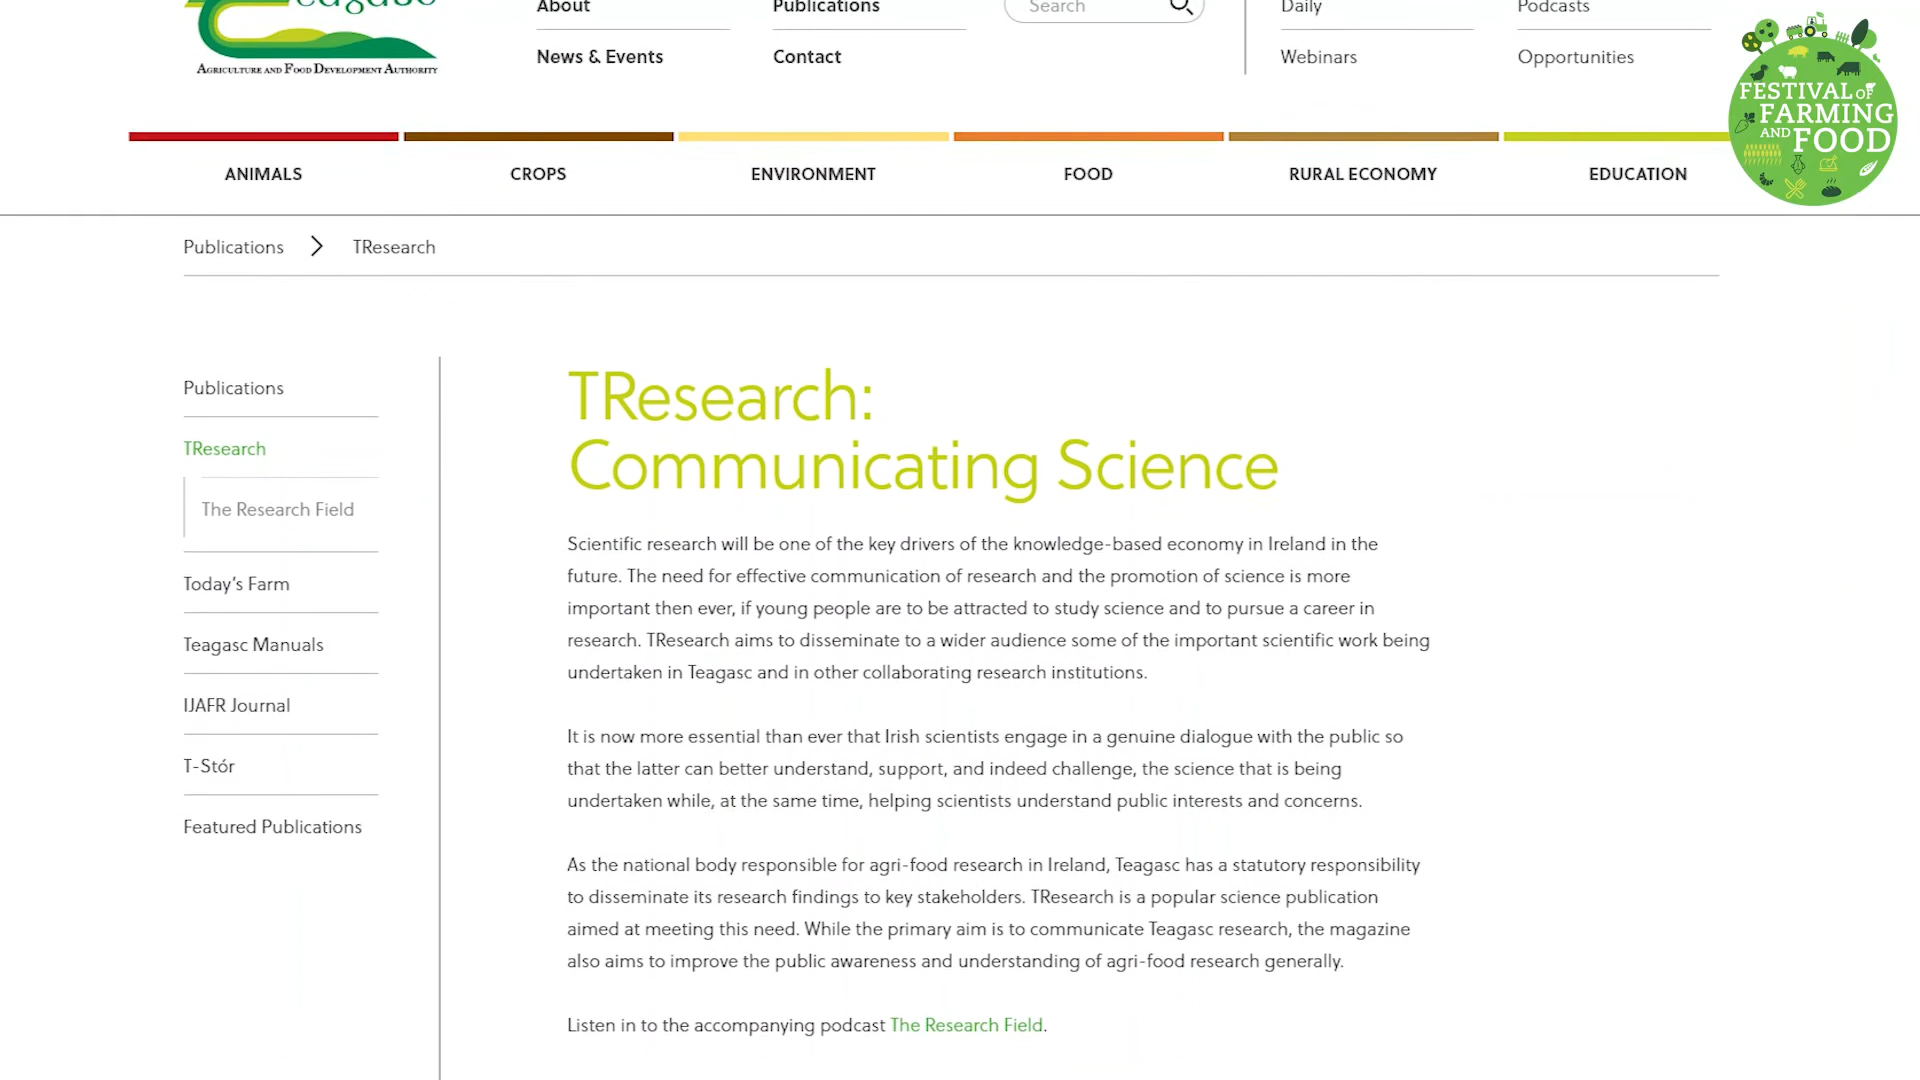 AGRICULTURE AND FOOD DEVELOPMENT AUTHORITY
About
News & Events
Publications
Contact
Search
Daily
Webinars
Podcasts
Opportunities
FESTIVAL OF
FARMING
AND FOOD
ANIMALS
CROPS
ENVIRONMENT
FOOD
RURAL ECONOMY
EDUCATION
Publications
TResearch
Publications
TResearch
The Research Field
Today's Farm
Teagasc Manuals
IJAFR Journal
T-Stór
Featured Publications
TResearch:
Communicating Science
Scientific research will be one of the key drivers of the knowledge-based economy in Ireland in the
future. The need for effective communication of research and the promotion of science is more
important then ever, if young people are to be attracted to study science and to pursue a career in
research. TResearch aims to disseminate to a wider audience some of the important scientific work being
undertaken in Teagasc and in other collaborating research institutions.
It is now more essential than ever that Irish scientists engage in a genuine dialogue with the public so
that the latter can better understand, support, and indeed challenge, the science that is being
undertaken while, at the same time, helping scientists understand public interests and concerns.
As the national body responsible for agri-food research in Ireland, Teagasc has a statutory responsibility
to disseminate its research findings to key stakeholders. TResearch is a popular science publication
aimed at meeting this need. While the primary aim is to communicate Teagasc research, the magazine
also aims to improve the public awareness and understanding of agri-food research generally.
Listen in to the accompanying podcast The Research Field.